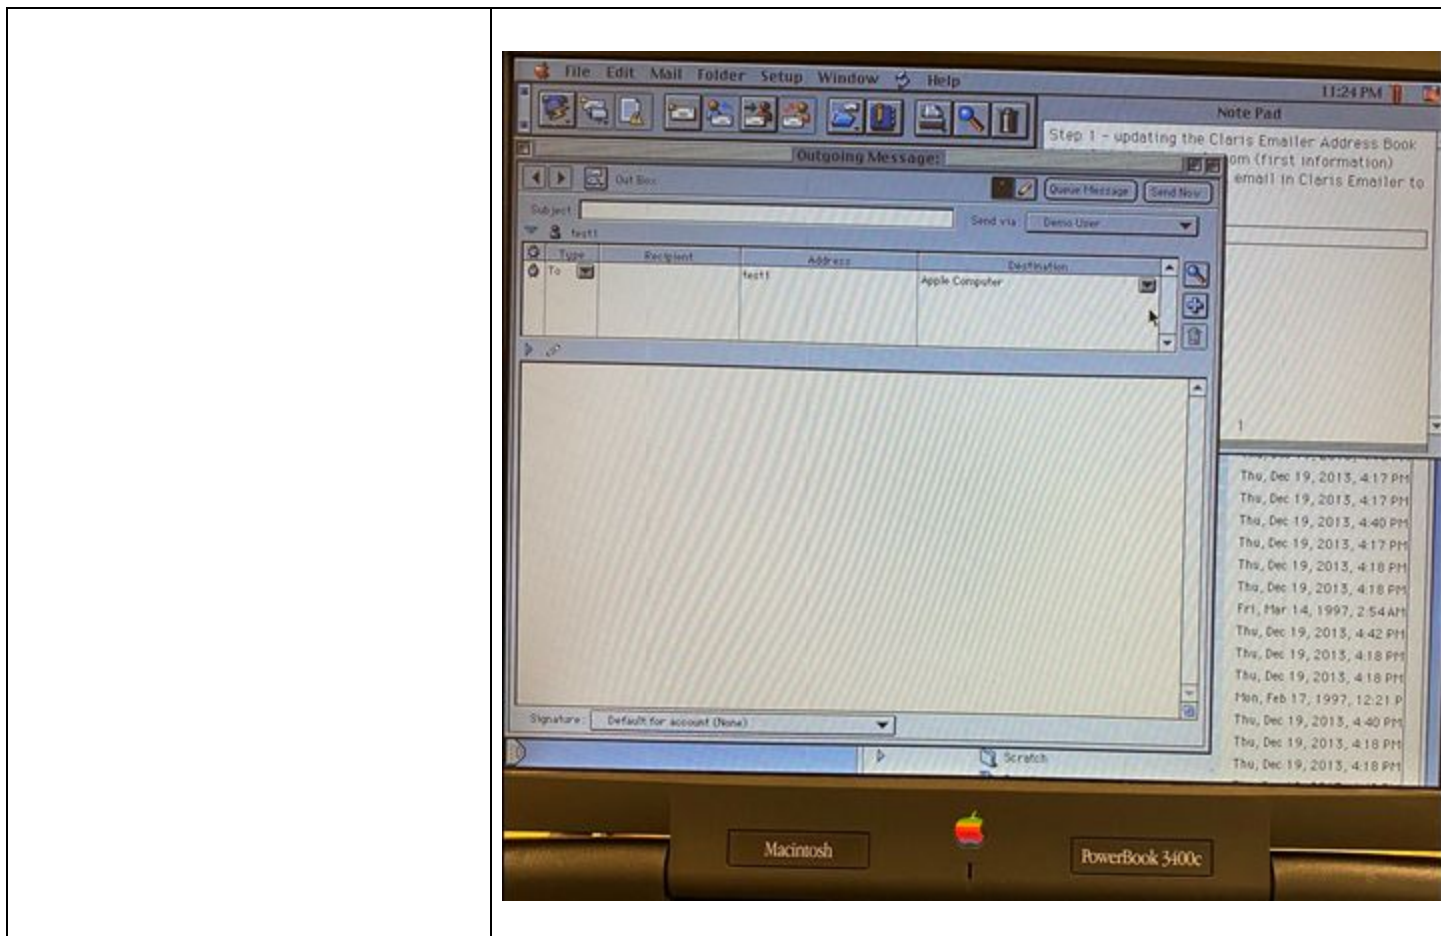 File Edit Mail Folder Setup Window Help
11:24 PM
Note Pad
Step 1 - updating the Claris Emailer Address Book
om (first information)
email in Claris Emailer to
Outgoing Message:
Out Box
Queue Message
Send Now
Subject:
Send via:
Demo User
test1
Type
Recipient
Address
Destination
To
test1
Apple Computer
1
Thu, Dec 19, 2013, 4:17 PM
Thu, Dec 19, 2013, 4:17 PM
Thu, Dec 19, 2013, 4:40 PM
Thu, Dec 19, 2013, 4:17 PM
Thu, Dec 19, 2013, 4:18 PM
Thu, Dec 19, 2013, 4:18 PM
Fri, Mar 14, 1997, 2:54 AM
Thu, Dec 19, 2013, 4:42 PM
Thu, Dec 19, 2013, 4:18 PM
Thu, Dec 19, 2013, 4:18 PM
Mon, Feb 17, 1997, 12:21 P
Thu, Dec 19, 2013, 4:40 PM
Thu, Dec 19, 2013, 4:18 PM
Thu, Dec 19, 2013, 4:18 PM
Signature:
Default for account (None)
Scratch
Macintosh
PowerBook 3400c